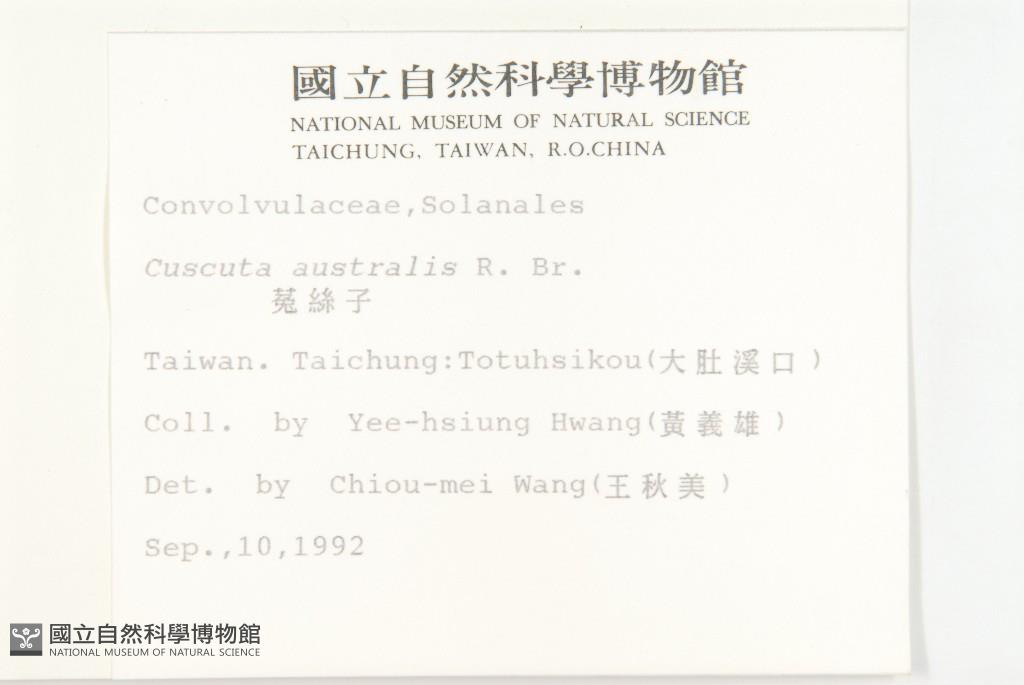 國立自然科學博物館
NATIONAL MUSEUM OF NATURAL SCIENCE
TAICHUNG, TAIWAN, R.O.CHINA
Convolvulaceae,Solanales
Cuscuta australis R. Br.
菟絲子
Taiwan. Taichung:Totuhsikou(大肚溪口)
Coll. by Yee-hsiung Hwang(黃義雄)
Det. by Chiou-mei Wang(王秋美)
Sep.,10,1992
國立自然科學博物館
NATIONAL MUSEUM OF NATURAL SCIENCE